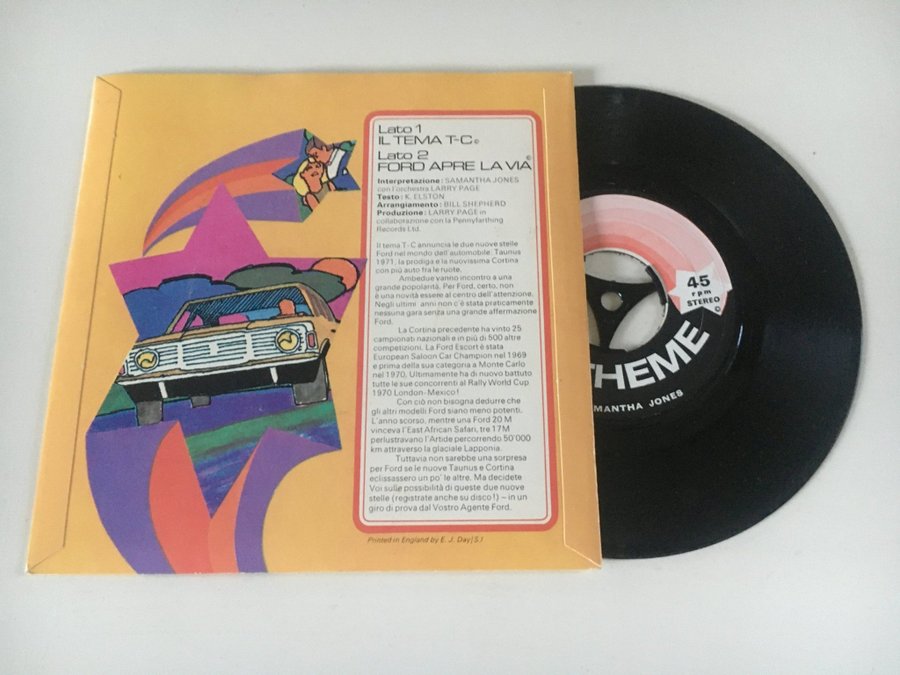 Lato 1
IL TEMA T-C©
Lato 2
FORD APRE LA VIA©
Interpretazione: SAMANTHA JONES
con l'orchestra LARRY PAGE
Testo: K. ELSTON
Arrangiamento: BILL SHEPHERD
Produzione: LARRY PAGE in
collaborazione con la Pennyfarthing
Records Ltd.
Il tema T-C annuncia le due nuove stelle
Ford nel mondo dall'automobile: Taunus
1971, la prodiga e la nuovissima Cortina
con più auto fra le ruote.
Ambedue vanno incontro a una
grande popolarità. Per Ford, certo, non
è una novità essere al centro dell'attenzione.
Negli ultimi anni non c'è stata praticamente
nessuna gara senza una grande affermazione
Ford.
La Cortina precedente ha vinto 25
campionati nazionali e in più di 500 altre
competizioni. La Ford Escort è stata
European Saloon Car Champion nel 1969
e prima della sua categoria a Monte Carlo
nel 1970. Ultimamente ha di nuovo battuto
tutte le sue concorrenti al Rally World Cup
1970 London-Mexico!
Con ciò non bisogna dedurre che
gli altri modelli Ford siano meno potenti.
L'anno scorso, mentre una Ford 20 M
vinceva l'East African Safari, tre 17M
perlustravano l'Artide percorrendo 50'000
km attraverso la glaciale Lapponia.
Tuttavia non sarebbe una sorpresa
per Ford se le nuove Taunus e Cortina
eclissassero un po' le altre. Ma decidete
Voi sulle possibilità di queste due nuove
stelle (registrate anche su disco!) – in un
giro di prova dal Vostro Agente Ford.
Printed in England by E. J. Day/S.I
45
rpm
STEREO
©
THEME
MANTHA JONES